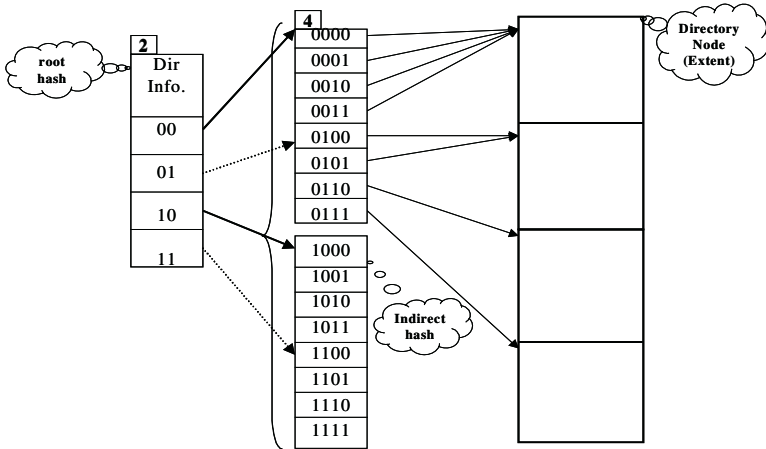 root
hash
2
Dir
Info.
00
01
10
11
4
0000
0001
0010
0011
0100
0101
0110
0111
1000
1001
1010
1011
1100
1101
1110
1111
Indirect
hash
Directory
Node
(Extent)